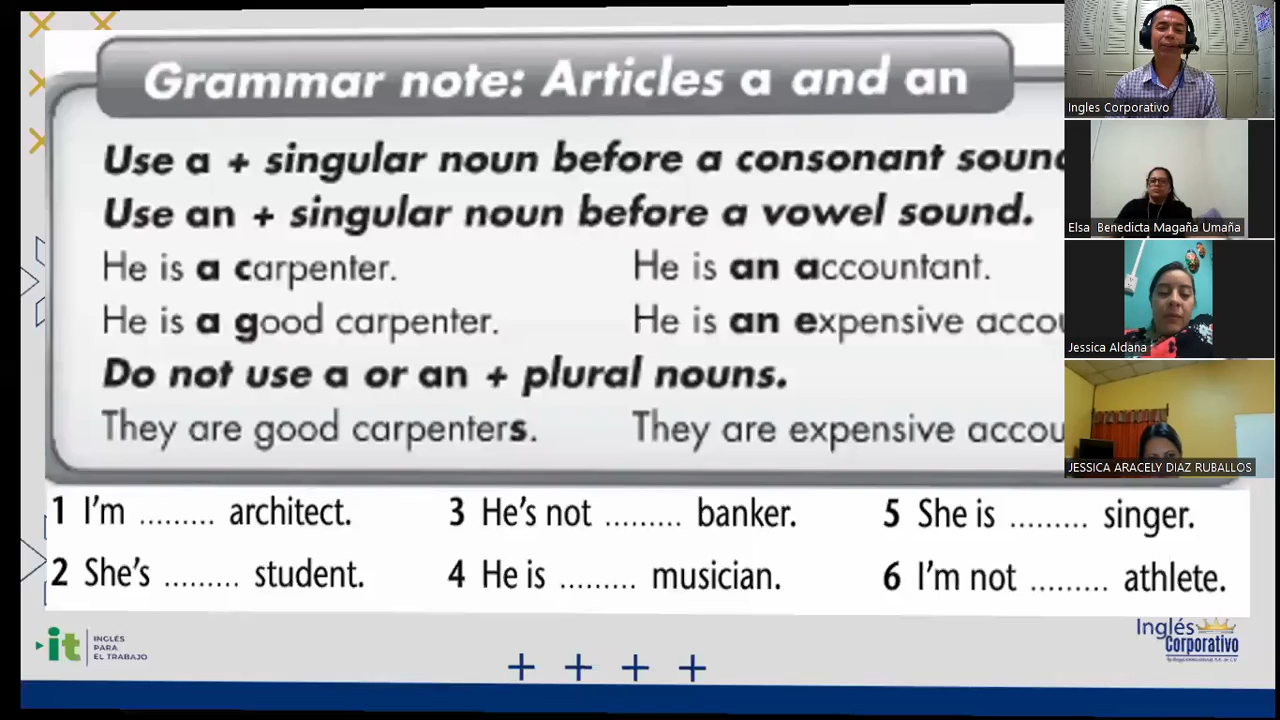 Grammar note: Articles a and an
Use a + singular noun before a consonant
Use an + singular noun before a vowel sound.
He is a carpenter. He is an accountant.
He is a good carpenter. He is an expensive
Do not use a or an + plural nouns.
They are good carpenters. They are expensive
1 I'm ......... architect. 3 He's not ......... banker. 5 She is ......... singer.
2 She's ......... student. 4 He is ......... musician. 6 I'm not ......... athlete.
it INGLÉS PARA EL TRABAJO
Inglés Corporativo
Ingles Corporativo
Elsa Benedicta Magaña Umaña
Jessica Aldana
JESSICA ARACELY DIAZ RUBALLOS